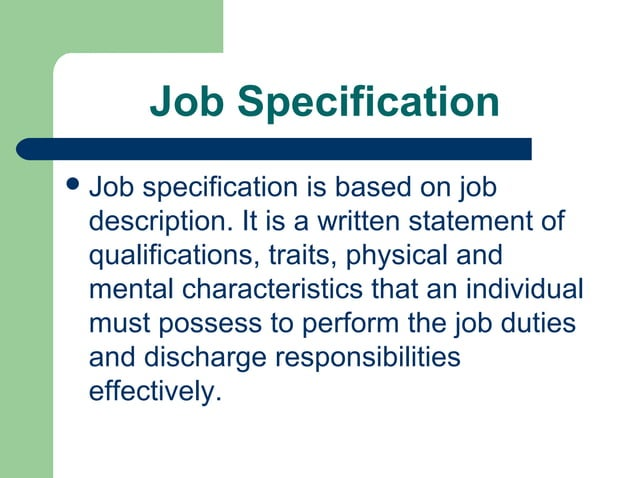 Job Specification
Job specification is based on job
description. It is a written statement of
qualifications, traits, physical and
mental characteristics that an individual
must possess to perform the job duties
and discharge responsibilities
effectively.